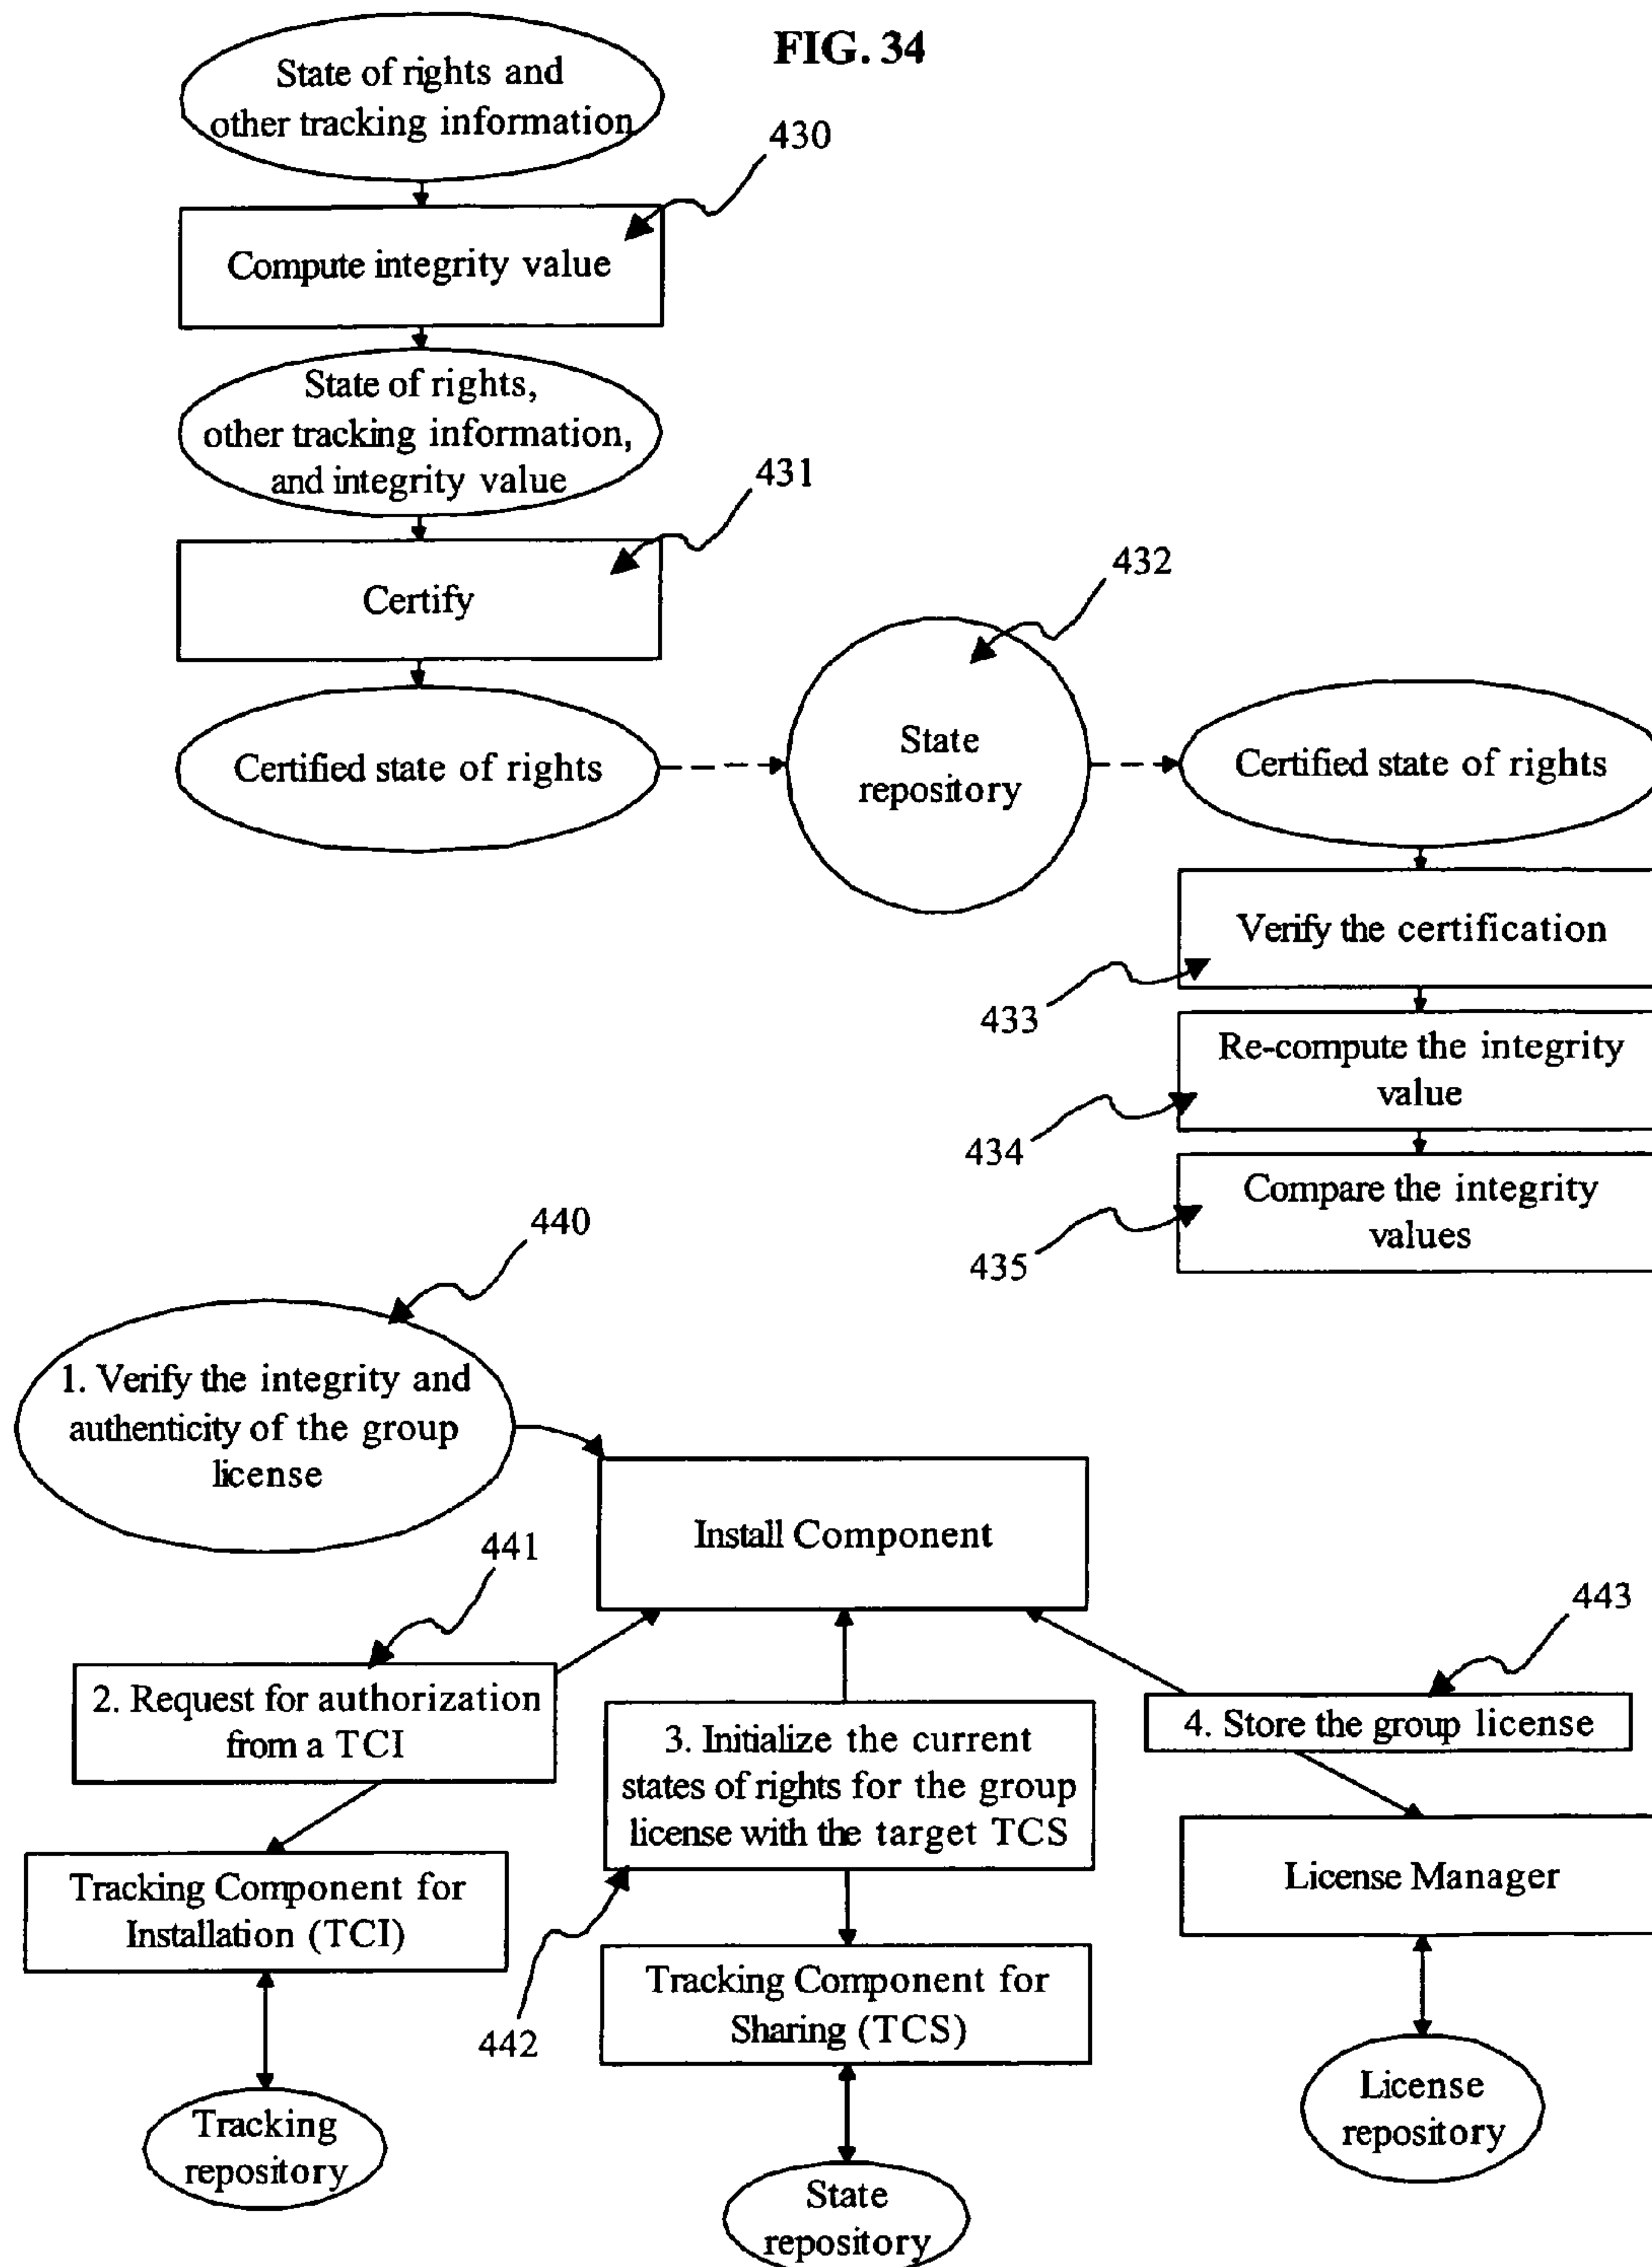 FIG. 34
State of rights and
other tracking information
430
Compute integrity value
State of rights,
other tracking information,
and integrity value
431
Certify
432
Certified state of rights
State
repository
Certified state of rights
Verify the certification
433
Re-compute the integrity
value
434
Compare the integrity
values
435
440
1. Verify the integrity and
authenticity of the group
license
Install Component
441
443
2. Request for authorization
from a TCI
3. Initialize the current
states of rights for the group
license with the target TCS
4. Store the group license
Tracking Component for
Installation (TCI)
442
Tracking Component for
Sharing (TCS)
License Manager
Tracking
repository
State
repository
License
repository